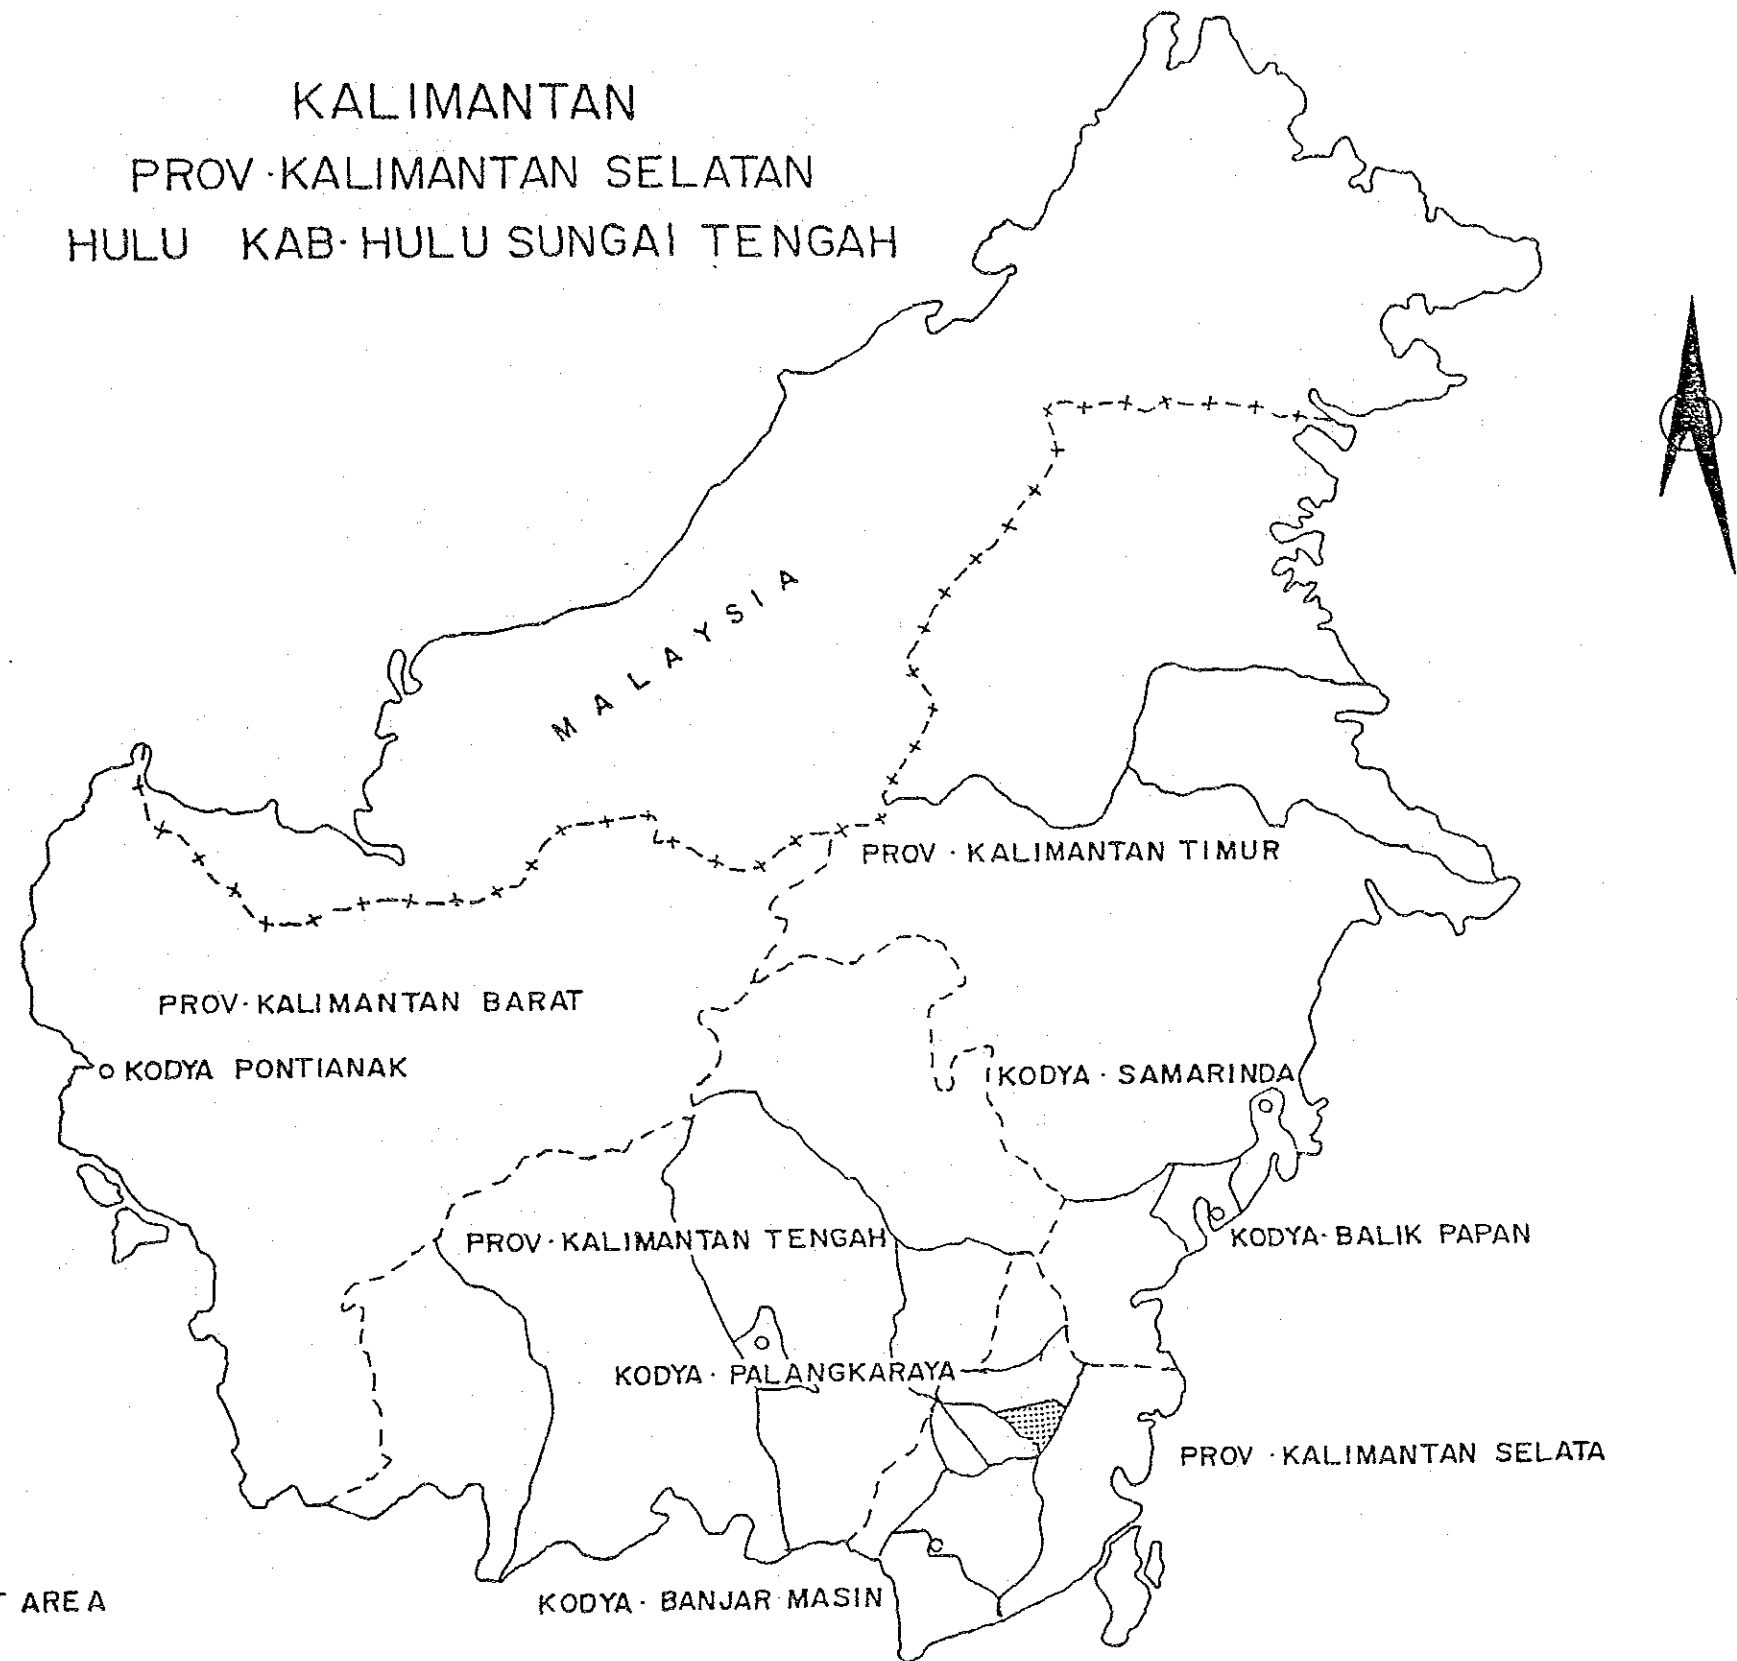 KALIMANTAN
PROV·KALIMANTAN SELATAN
HULU KAB·HULU SUNGAI TENGAH
MALAYSIA
PROV·KALIMANTAN TIMUR
PROV·KALIMANTAN BARAT
KODYA PONTIANAK
KODYA·SAMARINDA
PROV·KALIMANTAN TENGAH
KODYA·BALIK PAPAN
KODYA·PALANGKARAYA
PROV·KALIMANTAN SELATA
KODYA·BANJAR MASIN
AREA